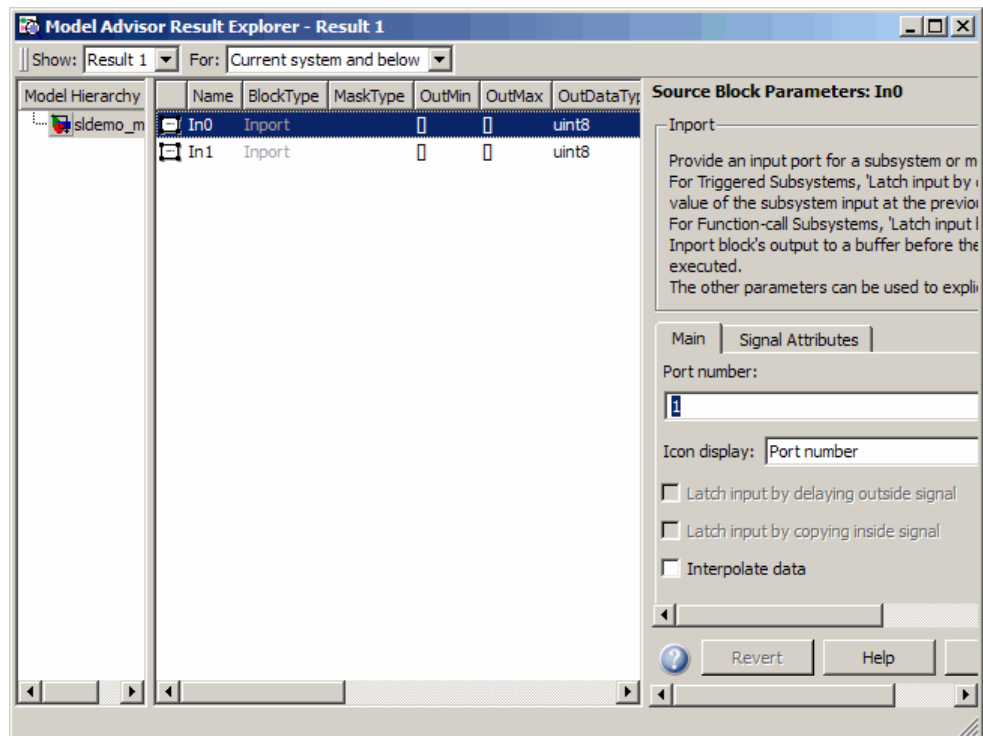 Model Advisor Result Explorer - Result 1
Show: Result 1 For: Current system and below
Model Hierarchy
sldemo_m
Name BlockType MaskType OutMin OutMax OutDataTyp
In0 Inport [] [] uint8
In1 Inport [] [] uint8
Source Block Parameters: In0
Inport
Provide an input port for a subsystem or m
For Triggered Subsystems, 'Latch input by
value of the subsystem input at the previou
For Function-call Subsystems, 'Latch input
Inport block's output to a buffer before the
executed.
The other parameters can be used to explic
Main Signal Attributes
Port number:
1
Icon display: Port number
Latch input by delaying outside signal
Latch input by copying inside signal
Interpolate data
? Revert Help